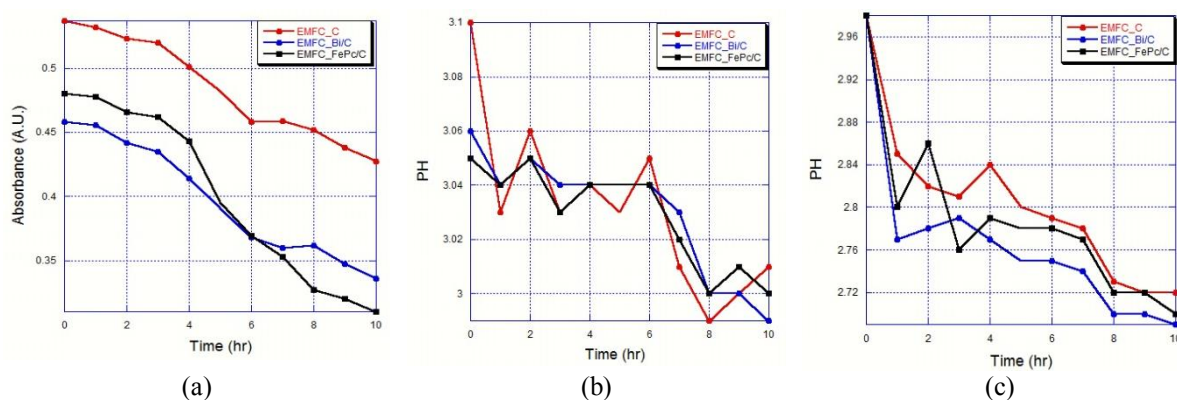 EMFC_C
EMFC_Bi/C
EMFC_FePc/C
Absorbance (A.U.)
0.5
0.45
0.4
0.35
0 2 4 6 8 10
Time (hr)
(a)
EMFC_C
EMFC_Bi/C
EMFC_FePc/C
PH
3.1
3.08
3.06
3.04
3.02
3
0 2 4 6 8 10
Time (hr)
(b)
EMFC_C
EMFC_Bi/C
EMFC_FePc/C
PH
2.96
2.92
2.88
2.84
2.8
2.76
2.72
0 2 4 6 8 10
Time (hr)
(c)